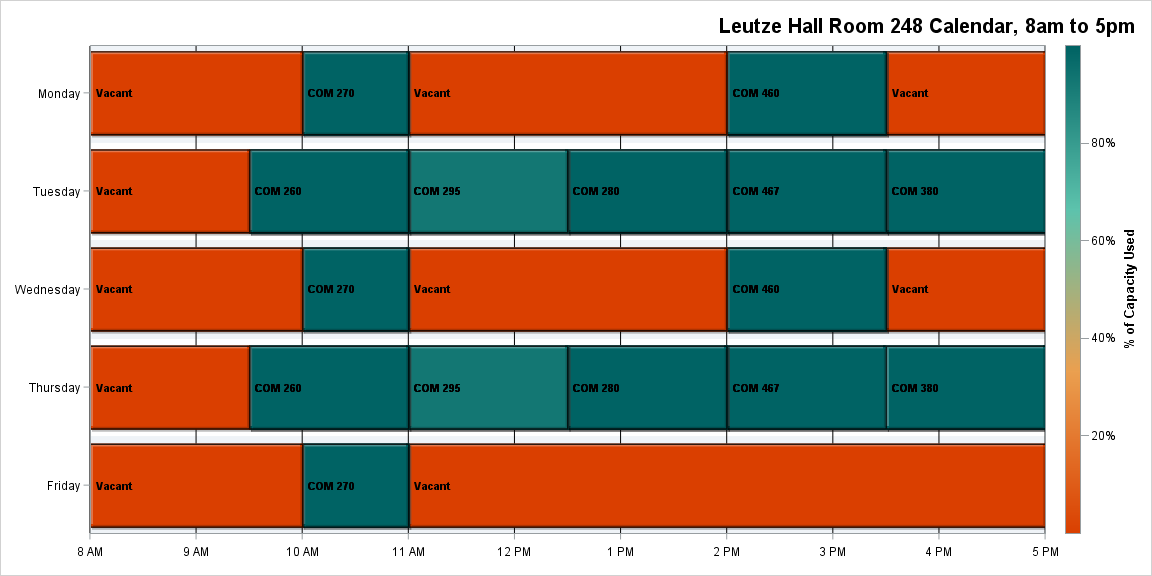 Leutze Hall Room 248 Calendar, 8am to 5pm
Monday
Vacant
COM 270
Vacant
COM 460
Vacant
Tuesday
Vacant
COM 260
COM 295
COM 280
COM 467
COM 380
Wednesday
Vacant
COM 270
Vacant
COM 460
Vacant
Thursday
Vacant
COM 260
COM 295
COM 280
COM 467
COM 380
Friday
Vacant
COM 270
Vacant
8 AM
9 AM
10 AM
11 AM
12 PM
1 PM
2 PM
3 PM
4 PM
5 PM
80%
60%
40%
20%
% of Capacity Used